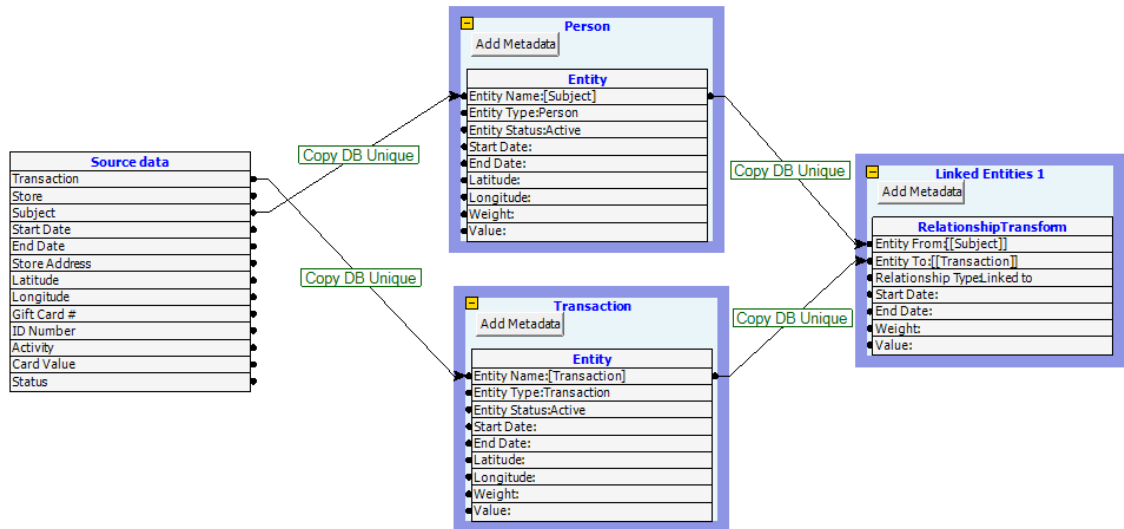 Source data
Transaction
Store
Subject
Start Date
End Date
Store Address
Latitude
Longitude
Gift Card #
ID Number
Activity
Card Value
Status
Copy DB Unique
Copy DB Unique
Person
Add Metadata
Entity
Entity Name:[Subject]
Entity Type:Person
Entity Status:Active
Start Date:
End Date:
Latitude:
Longitude:
Weight:
Value:
Transaction
Add Metadata
Entity
Entity Name:[Transaction]
Entity Type:Transaction
Entity Status:Active
Start Date:
End Date:
Latitude:
Longitude:
Weight:
Value:
Copy DB Unique
Copy DB Unique
Linked Entities 1
Add Metadata
RelationshipTransform
Entity From:[[Subject]]
Entity To:[[Transaction]]
Relationship Type:Linked to
Start Date:
End Date:
Weight:
Value: